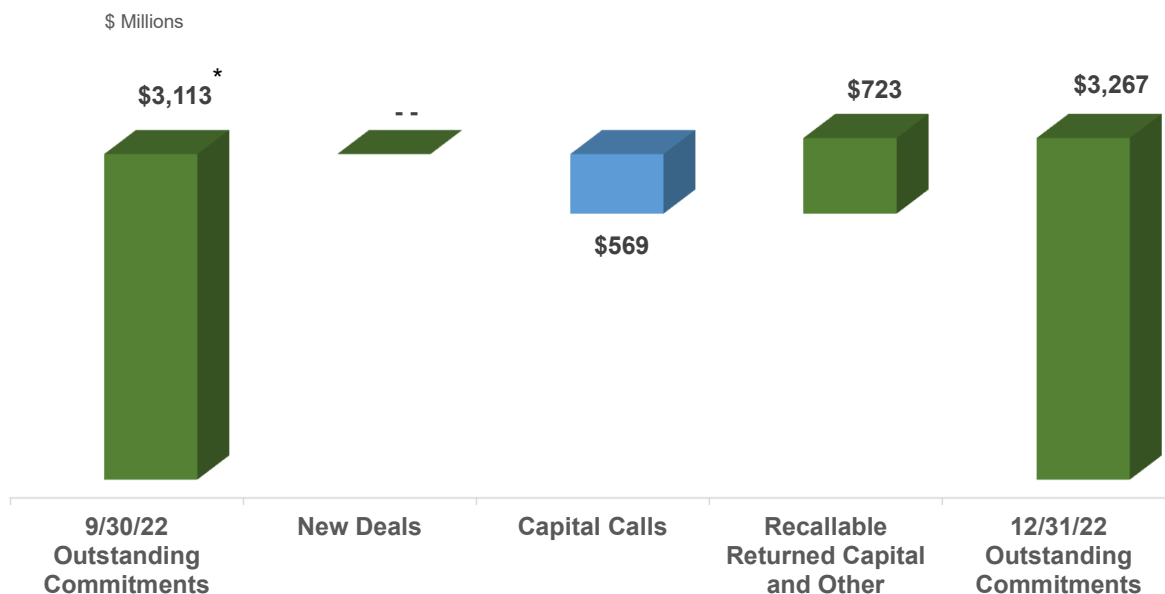 $ Millions
$3,113*
- -
$569
$723
$3,267
9/30/22
Outstanding
Commitments
New Deals
Capital Calls
Recallable
Returned Capital
and Other
12/31/22
Outstanding
Commitments